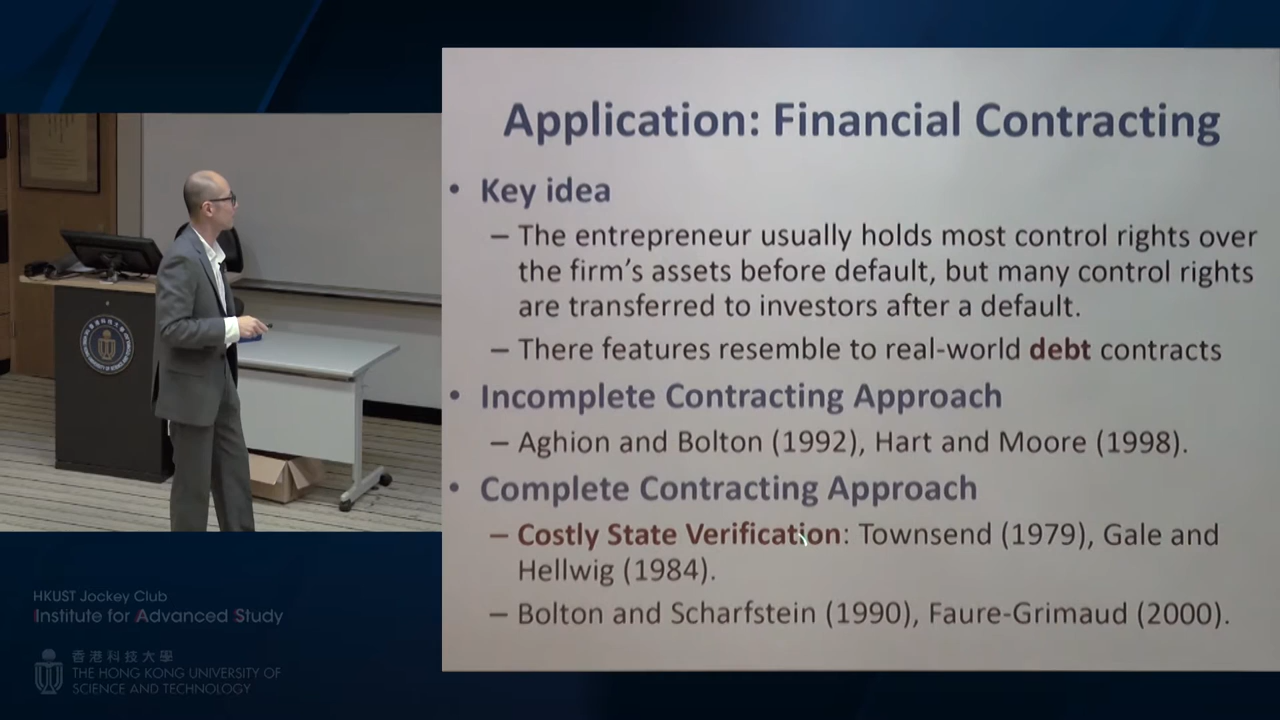 Application: Financial Contracting
• Key idea
– The entrepreneur usually holds most control rights over
the firm's assets before default, but many control rights
are transferred to investors after a default.
– There features resemble to real-world debt contracts
• Incomplete Contracting Approach
– Aghion and Bolton (1992), Hart and Moore (1998).
• Complete Contracting Approach
– Costly State Verification: Townsend (1979), Gale and
Hellwig (1984).
– Bolton and Scharfstein (1990), Faure-Grimaud (2000).
HKUST Jockey Club
Institute for Advanced Study
香港科技大學
THE HONG KONG UNIVERSITY OF
SCIENCE AND TECHNOLOGY